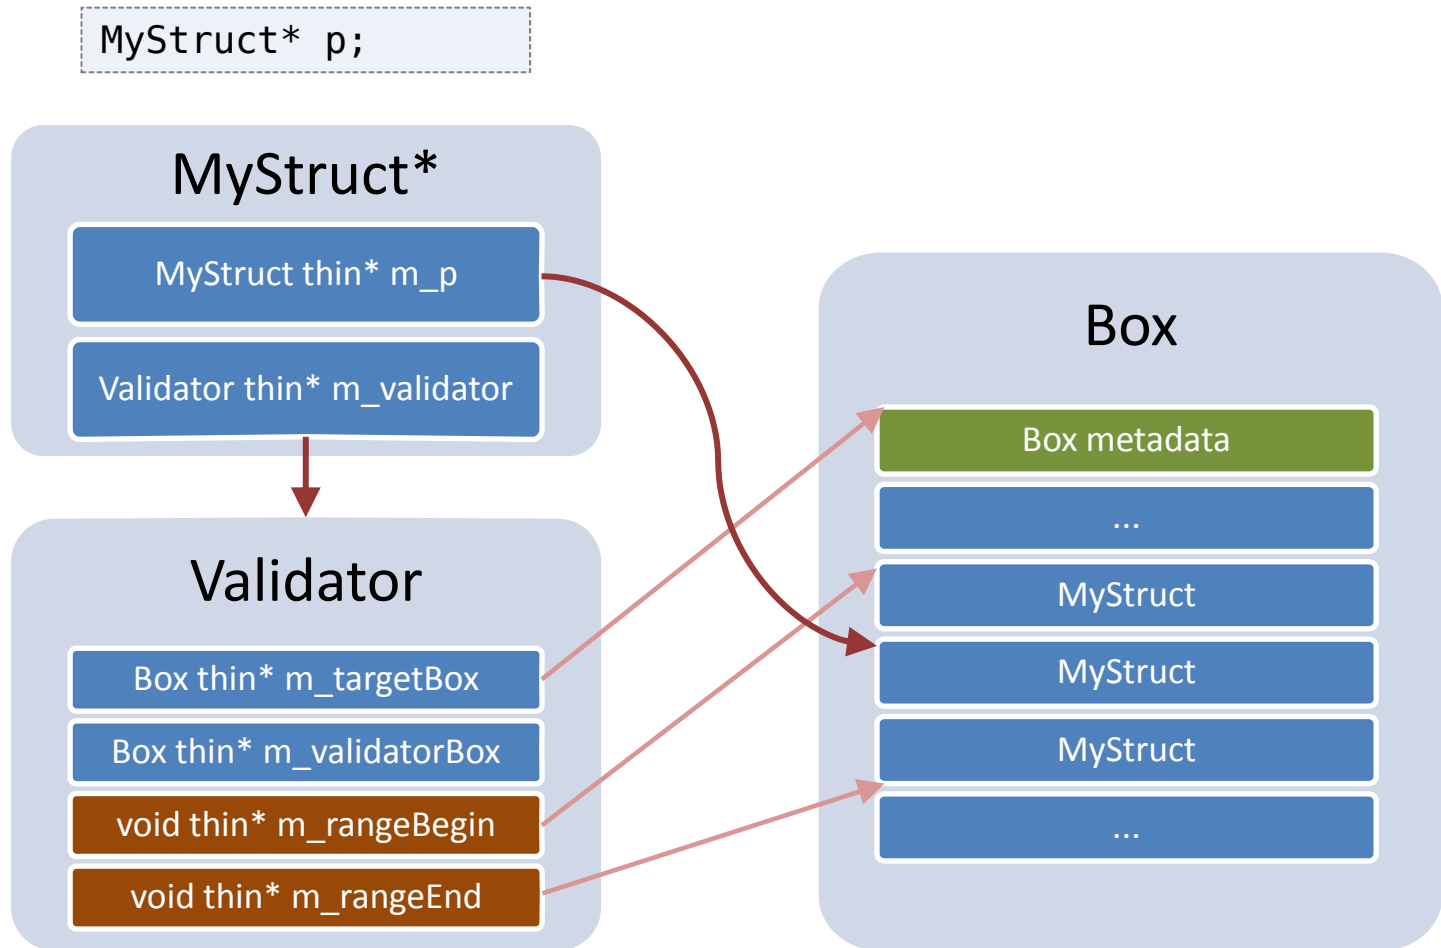 MyStruct* p;
MyStruct*
MyStruct thin* m_p
Validator thin* m_validator
Validator
Box thin* m_targetBox
Box thin* m_validatorBox
void thin* m_rangeBegin
void thin* m_rangeEnd
Box
Box metadata
...
MyStruct
MyStruct
MyStruct
...